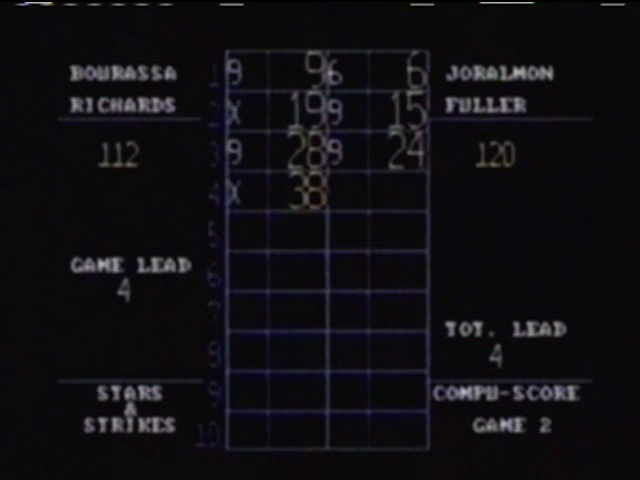 BOURASSA 1 9 9 6 6 JORALMON
RICHARDS 2 X 19 9 15 FULLER
112 3 9 28 9 24 120
4 X 38
5
GAME LEAD 6
4 7
8 TOT. LEAD
4
STARS 9 COMPU-SCORE
&
STRIKES 10 GAME 2